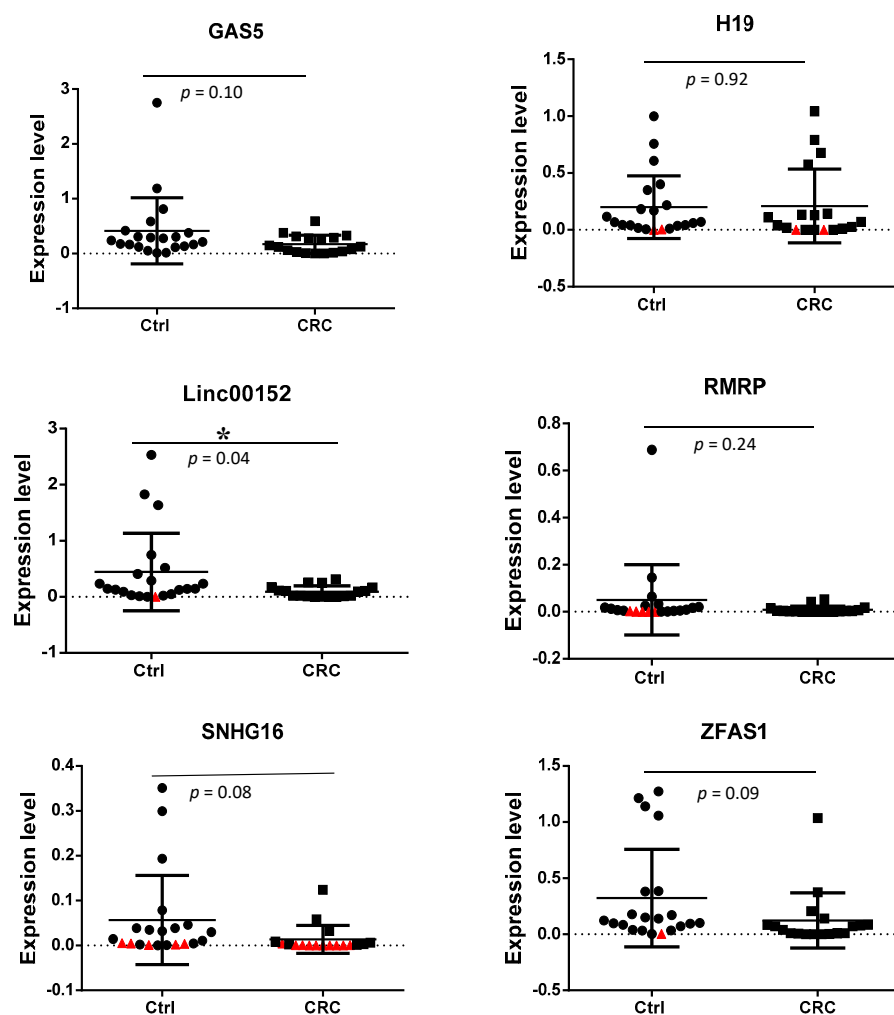 GAS5
p = 0.10
Expression level
3
2
1
0
-1
Ctrl
CRC
H19
p = 0.92
Expression level
1.5
1.0
0.5
0.0
-0.5
Ctrl
CRC
Linc00152
*
p = 0.04
Expression level
3
2
1
0
-1
Ctrl
CRC
RMRP
p = 0.24
Expression level
0.8
0.6
0.4
0.2
0.0
-0.2
Ctrl
CRC
SNHG16
p = 0.08
Expression level
0.4
0.3
0.2
0.1
0.0
-0.1
Ctrl
CRC
ZFAS1
p = 0.09
Expression level
1.5
1.0
0.5
0.0
-0.5
Ctrl
CRC